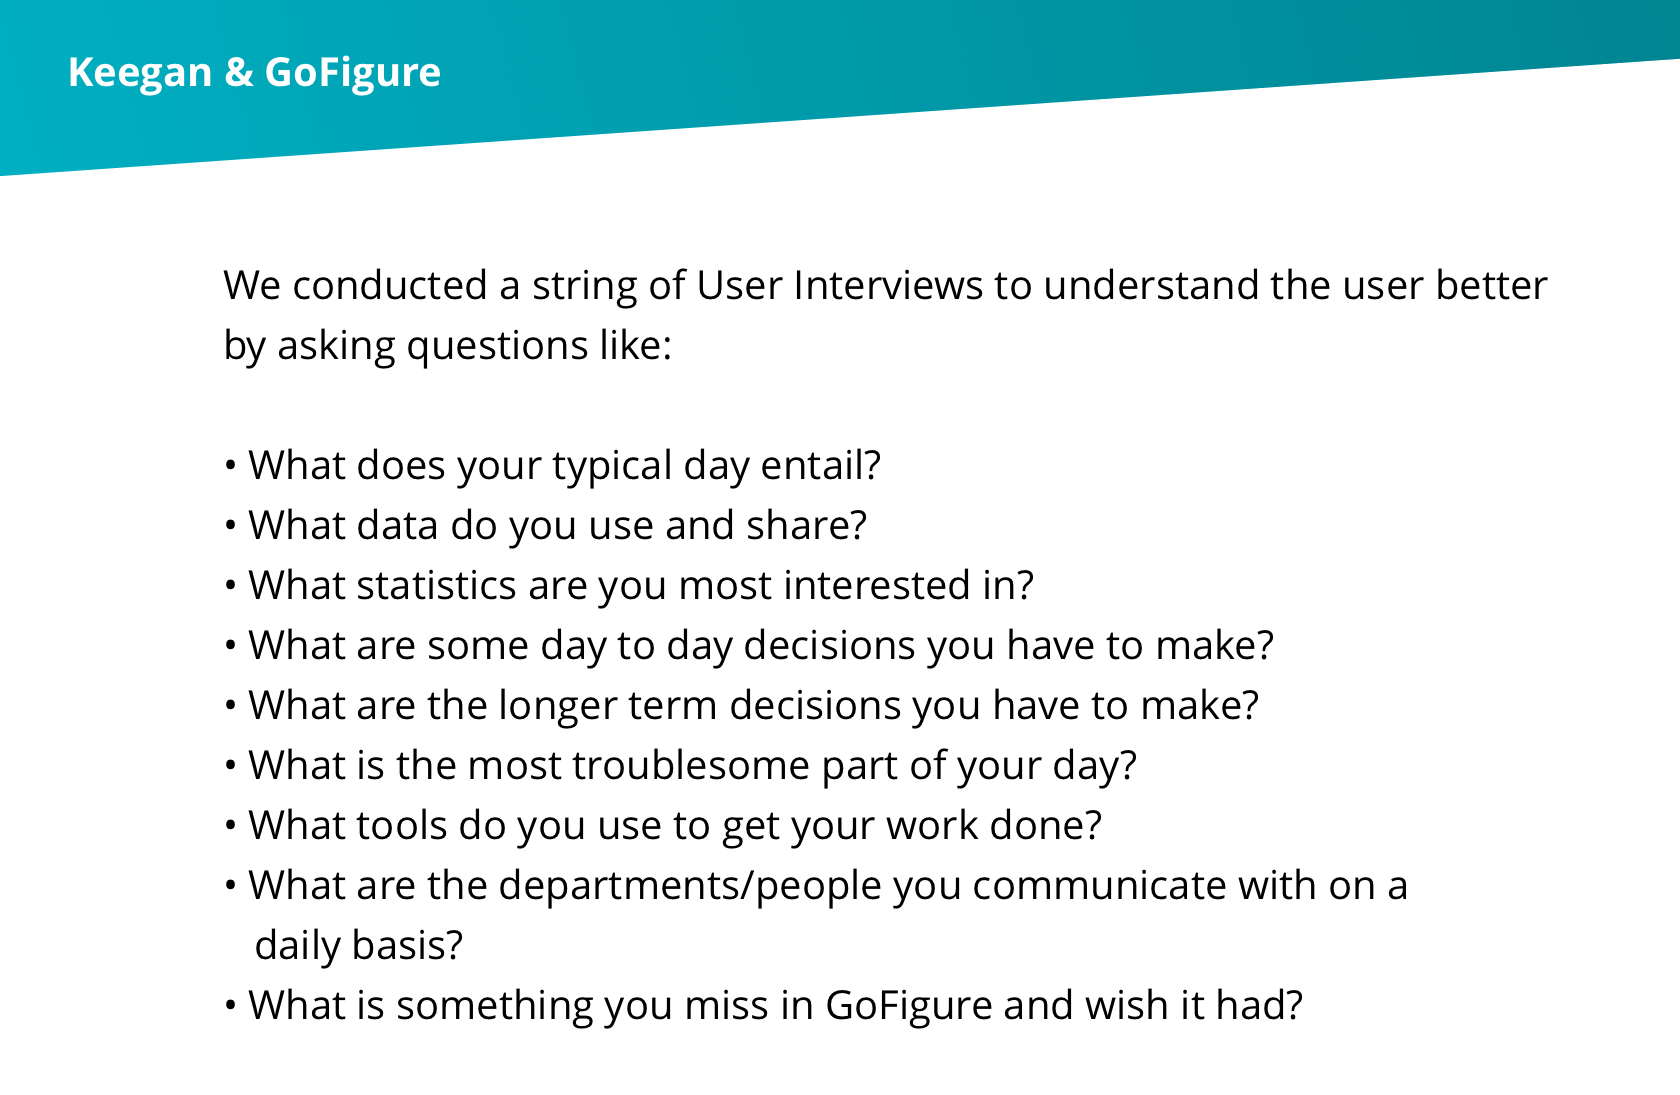 Keegan & GoFigure
We conducted a string of User Interviews to understand the user better
by asking questions like:
• What does your typical day entail?
• What data do you use and share?
• What statistics are you most interested in?
• What are some day to day decisions you have to make?
• What are the longer term decisions you have to make?
• What is the most troublesome part of your day?
• What tools do you use to get your work done?
• What are the departments/people you communicate with on a
daily basis?
• What is something you miss in GoFigure and wish it had?